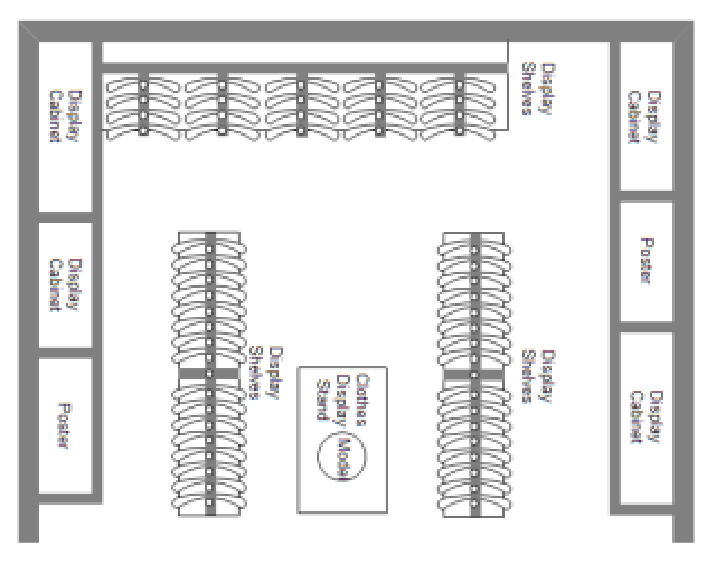 Display
Shelves
Display
Cabinet
Display
Cabinet
Poster
Display
Cabinet
Poster
Display
Cabinet
Display
Shelves
Display
Shelves
Clothes
Display
Stand
Model